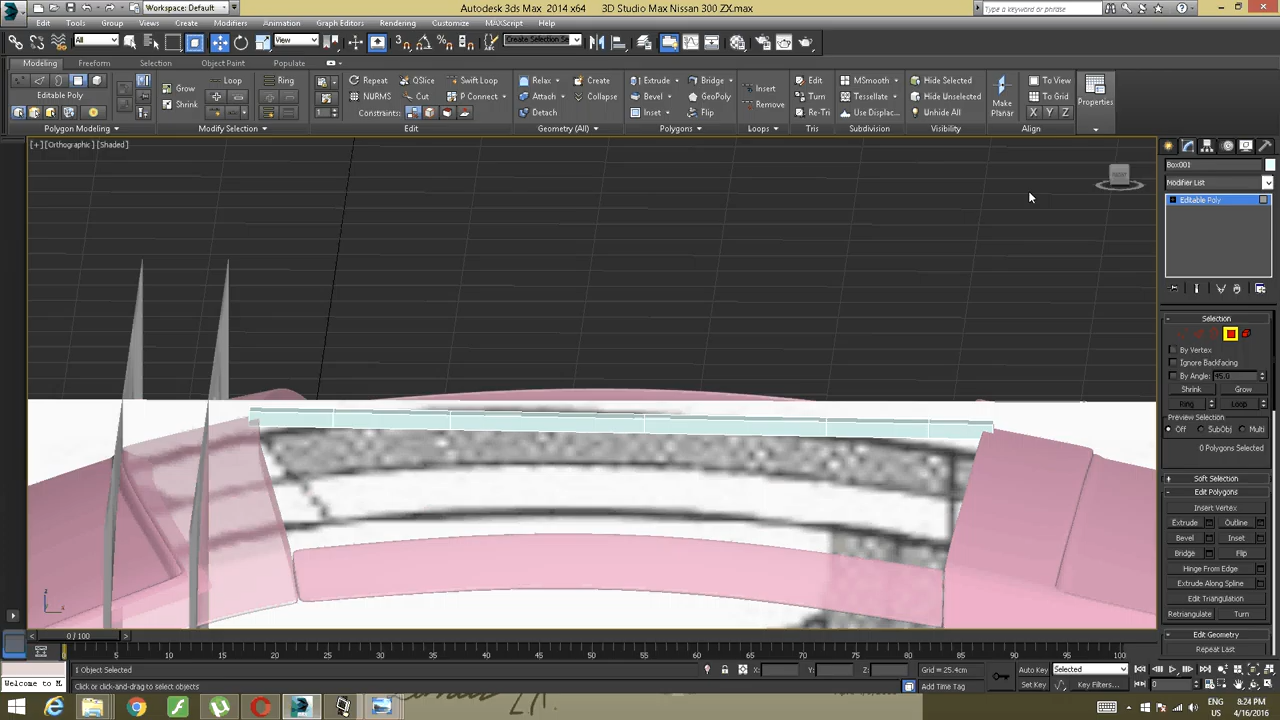 Autodesk 3ds Max 2014 x64 3D Studio Max Nissan 300 ZX.max
Workspace: Default
Type a keyword or phrase
Edit Tools Group Views Create Modifiers Animation Graph Editors Rendering Customize MAXScript Help
All View Create Selection Se
Modeling Freeform Selection Object Paint Populate
Loop Ring Repeat QSlice Swift Loop Relax Create Extrude Bridge Edit MSmooth Hide Selected To View
Edit Poly
Grow NURMS Cut P Connect Attach Collapse Bevel GeoPoly Insert Turn Tessellate Hide Unselected Make Planar To Grid Properties
Shrink Constraints: Detach Inset Flip Remove Re-Tri Use Displac... Unhide All X Y Z
Polygon Modeling Modify Selection Edit Geometry (All) Polygons Loops Tris Subdivision Visibility Align
[+][Orthographic][Shaded]
FRONT
Box001
Modifier List
Editable Poly
Selection
By Vertex
Ignore Backfacing
By Angle: 45.0
Shrink Grow
Ring Loop
Preview Selection
Off SubObj Multi
0 Polygons Selected
Soft Selection
Edit Polygons
Insert Vertex
Extrude Outline
Bevel Inset
Bridge Flip
Hinge From Edge
Extrude Along Spline
Edit Triangulation
Retriangulate Turn
Edit Geometry
Repeat Last
0 / 100
0 5 10 15 20 25 30 35 40 45 50 55 60 65 70 75 80 85 90 95 100
1 Object Selected X: Y: Z: Grid = 25.4cm Auto Key Selected
Welcome to M Click or click-and-drag to select objects Add Time Tag Set Key Key Filters... 0
US 8:24 PM
4/16/2016